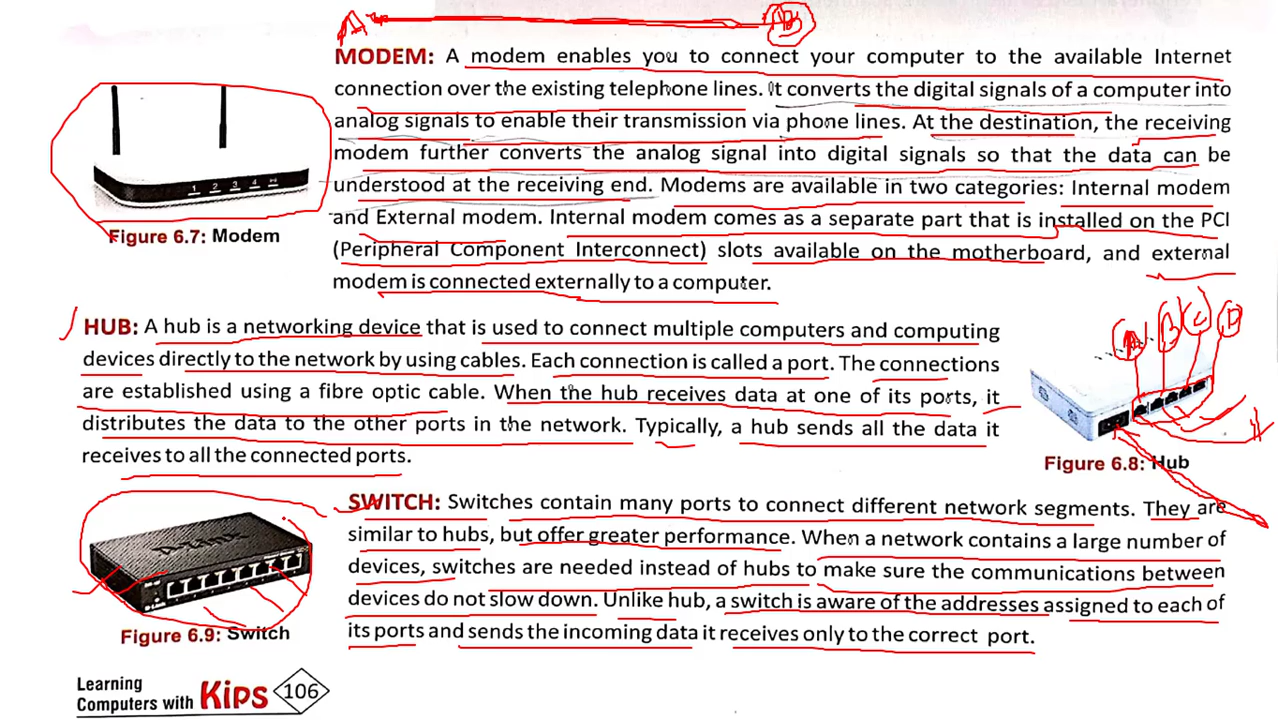 A B
MODEM: A modem enables you to connect your computer to the available Internet
connection over the existing telephone lines. It converts the digital signals of a computer into
analog signals to enable their transmission via phone lines. At the destination, the receiving
modem further converts the analog signal into digital signals so that the data can be
understood at the receiving end. Modems are available in two categories: Internal modem
and External modem. Internal modem comes as a separate part that is installed on the PCI
(Peripheral Component Interconnect) slots available on the motherboard, and external
modem is connected externally to a computer.
1 2 3 4
Figure 6.7: Modem
HUB: A hub is a networking device that is used to connect multiple computers and computing
devices directly to the network by using cables. Each connection is called a port. The connections
are established using a fibre optic cable. When the hub receives data at one of its ports, it
distributes the data to the other ports in the network. Typically, a hub sends all the data it
receives to all the connected ports.
A B C D
Figure 6.8: Hub
SWITCH: Switches contain many ports to connect different network segments. They are
similar to hubs, but offer greater performance. When a network contains a large number of
devices, switches are needed instead of hubs to make sure the communications between
devices do not slow down. Unlike hub, a switch is aware of the addresses assigned to each of
its ports and sends the incoming data it receives only to the correct port.
D-Link
D-Link
Figure 6.9: Switch
Learning
Computers with Kips 106